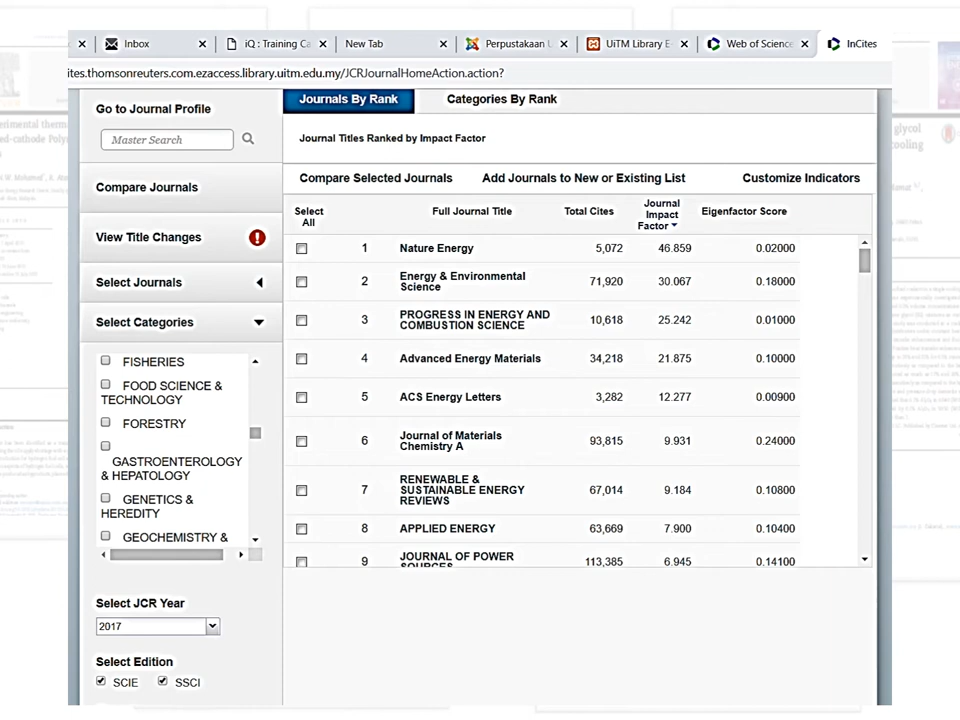 Inbox
iQ : Training Ca
New Tab
Perpustakaan U
UiTM Library E
Web of Science
InCites
ites.thomsonreuters.com.ezaccess.library.uitm.edu.my/JCRJournalHomeAction.action?
Go to Journal Profile
Master Search
Compare Journals
View Title Changes
Select Journals
Select Categories
FISHERIES
FOOD SCIENCE &
TECHNOLOGY
FORESTRY
GASTROENTEROLOGY
& HEPATOLOGY
GENETICS &
HEREDITY
GEOCHEMISTRY &
Select JCR Year
2017
Select Edition
SCIE SSCI
Journals By Rank Categories By Rank
Journal Titles Ranked by Impact Factor
Compare Selected Journals Add Journals to New or Existing List Customize Indicators
Select
All
Full Journal Title
Total Cites
Journal
Impact
Factor
Eigenfactor Score
1 Nature Energy 5,072 46.859 0.02000
2 Energy & Environmental
Science 71,920 30.067 0.18000
3 PROGRESS IN ENERGY AND
COMBUSTION SCIENCE 10,618 25.242 0.01000
4 Advanced Energy Materials 34,218 21.875 0.10000
5 ACS Energy Letters 3,282 12.277 0.00900
6 Journal of Materials
Chemistry A 93,815 9.931 0.24000
7 RENEWABLE &
SUSTAINABLE ENERGY
REVIEWS 67,014 9.184 0.10800
8 APPLIED ENERGY 63,669 7.900 0.10400
9 JOURNAL OF POWER
SOURCES 113,385 6.945 0.14100
glycol
cooling